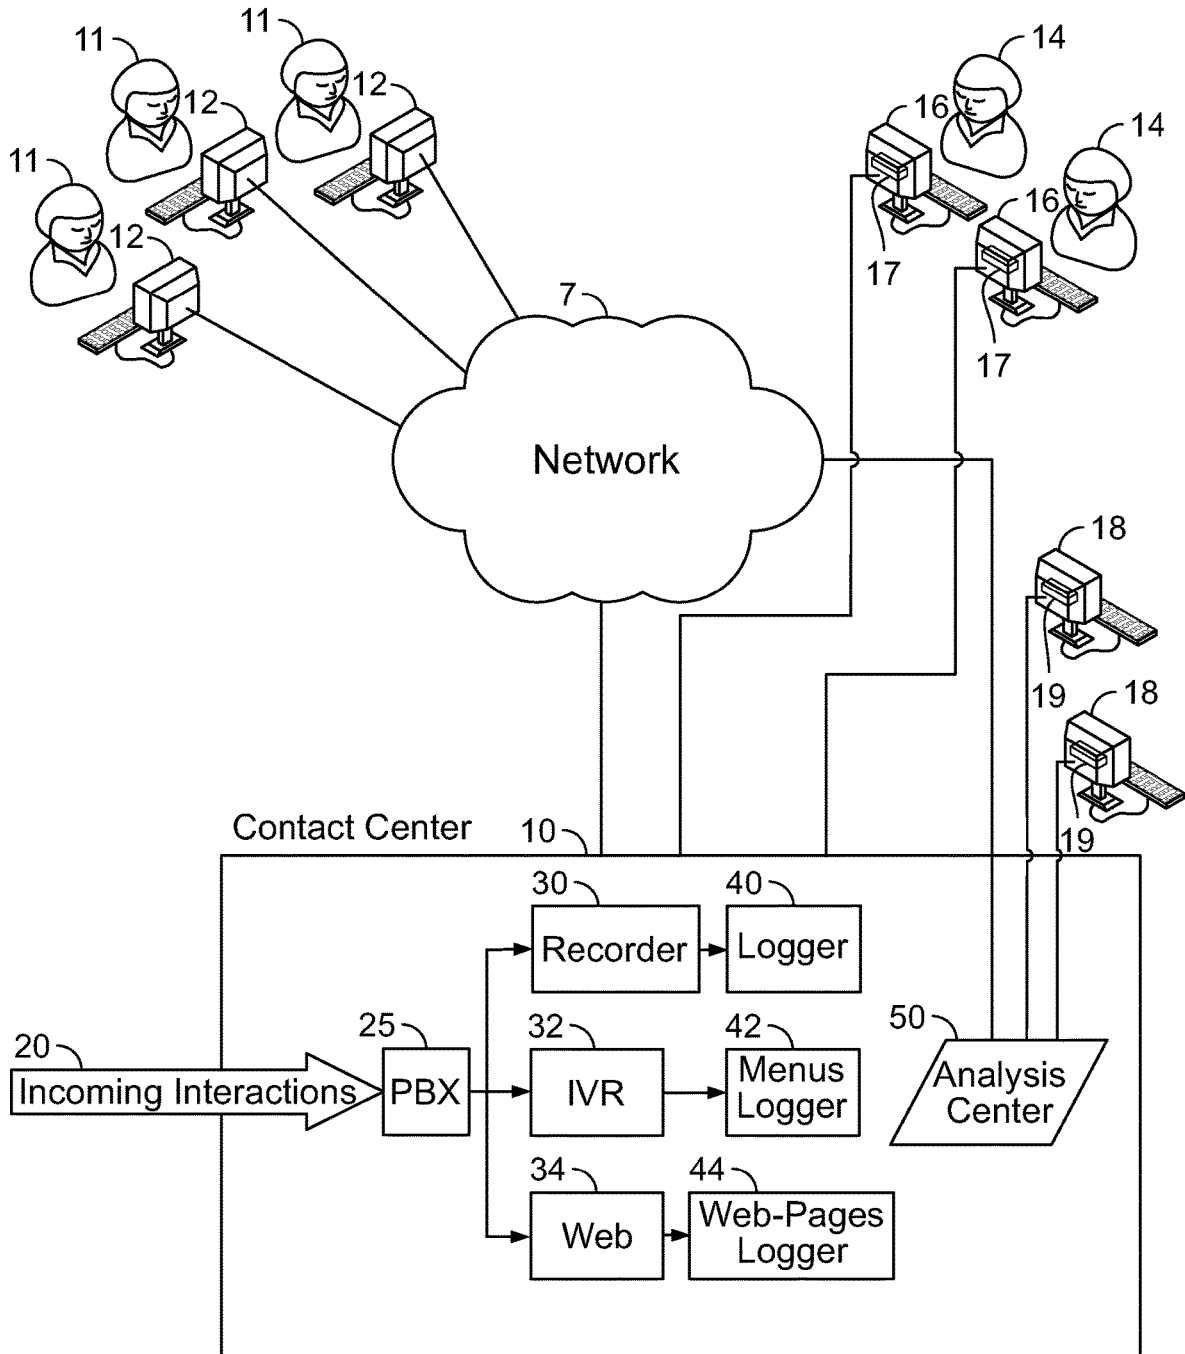 11
11
14
12
12
16
14
11
16
12
17
7
17
Network
18
19
18
Contact Center
10
19
30
40
Recorder
Logger
25
32
42
50
20
Incoming Interactions
PBX
IVR
Menus
Logger
Analysis
Center
34
44
Web
Web-Pages
Logger